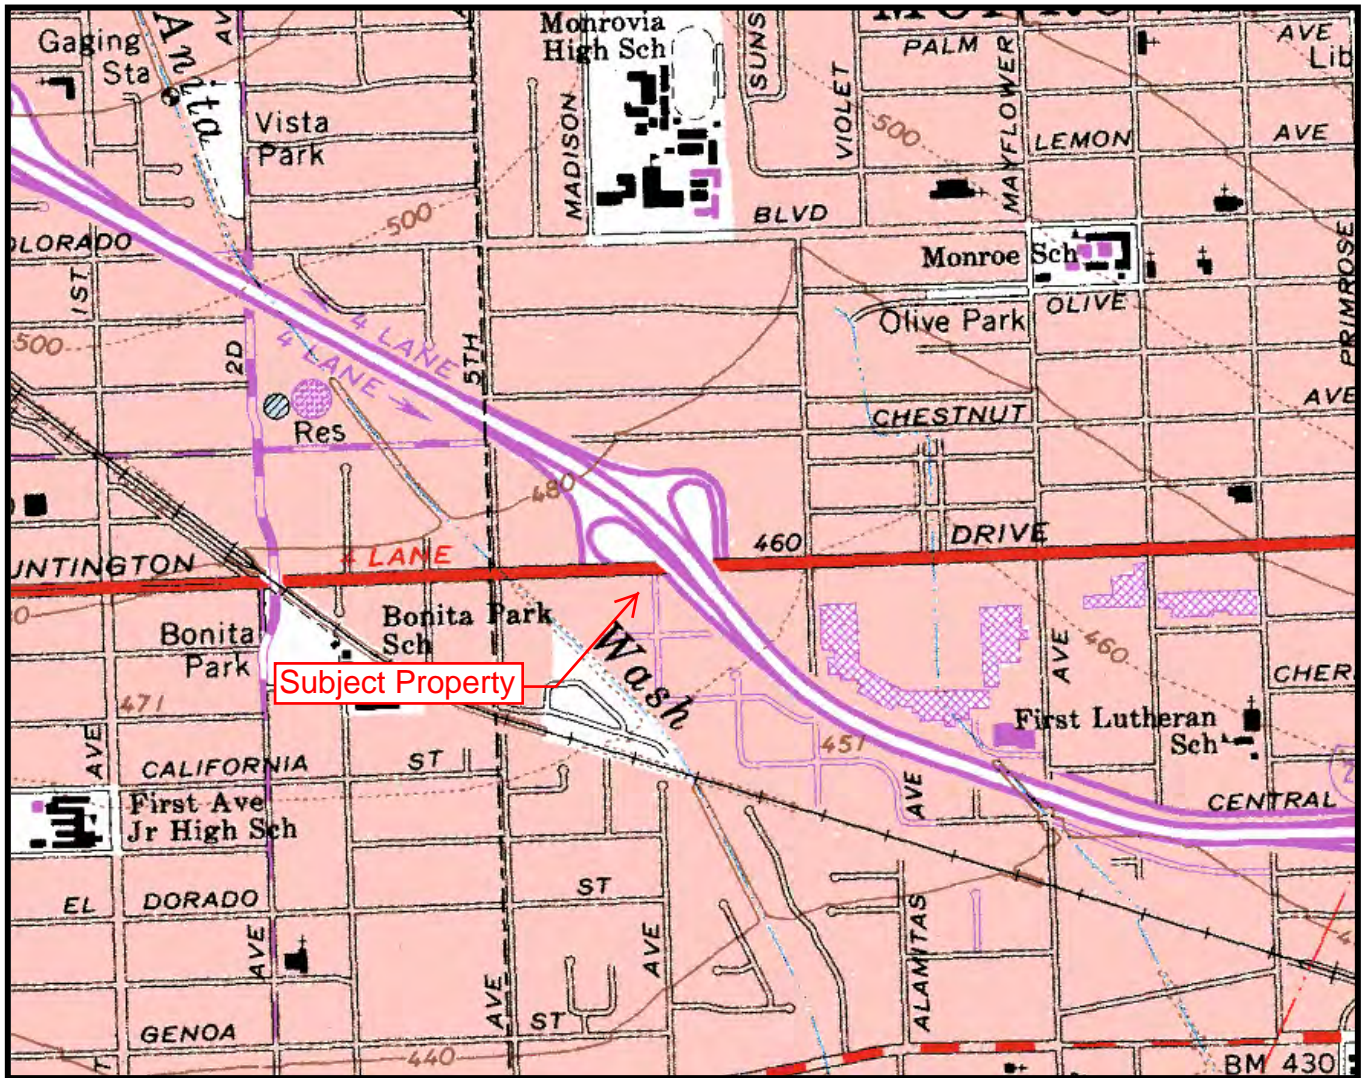 Gaging
Sta
Anita
AV
Monrovia
High Sch
SUNS
PALM
MAYFLOWER
AVE
Lib
Vista
Park
MADISON
VIOLET
500
LEMON
AVE
500
BLVD
OLORADO
1ST
Monroe Sch
OLIVE
Olive Park
PRIMROSE
500
2D
4 LANE
4 LANE
5TH
Res
CHESTNUT
AVE
480
UNTINGTON
4 LANE
460
DRIVE
Bonita
Park
Bonita Park
Sch
Wash
Subject Property
AVE
460
CHER
471
First Lutheran
Sch
451
AVE
CALIFORNIA
ST
AVE
CENTRAL
2
First Ave
Jr High Sch
EL
DORADO
ST
AVE
AVE
AVE
ALAMITAS
GENOA
ST
440
T
BM 430